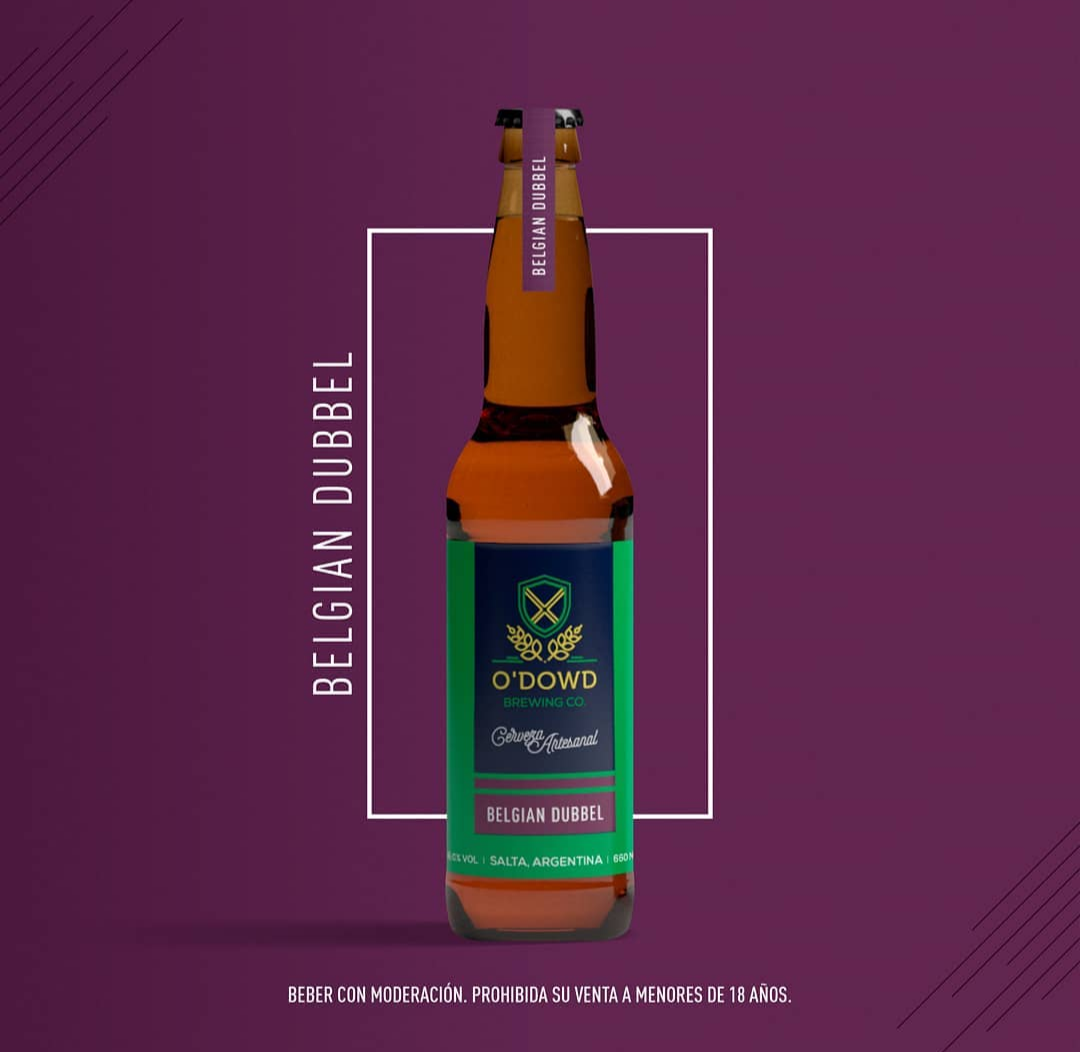 BELGIAN DUBBEL
BELGIAN DUBBEL
O'DOWD
BREWING CO.
Cerveza
Artesanal
BELGIAN DUBBEL
VOL | SALTA, ARGENTINA |
BEBER CON MODERACIÓN. PROHIBIDA SU VENTA A MENORES DE 18 AÑOS.